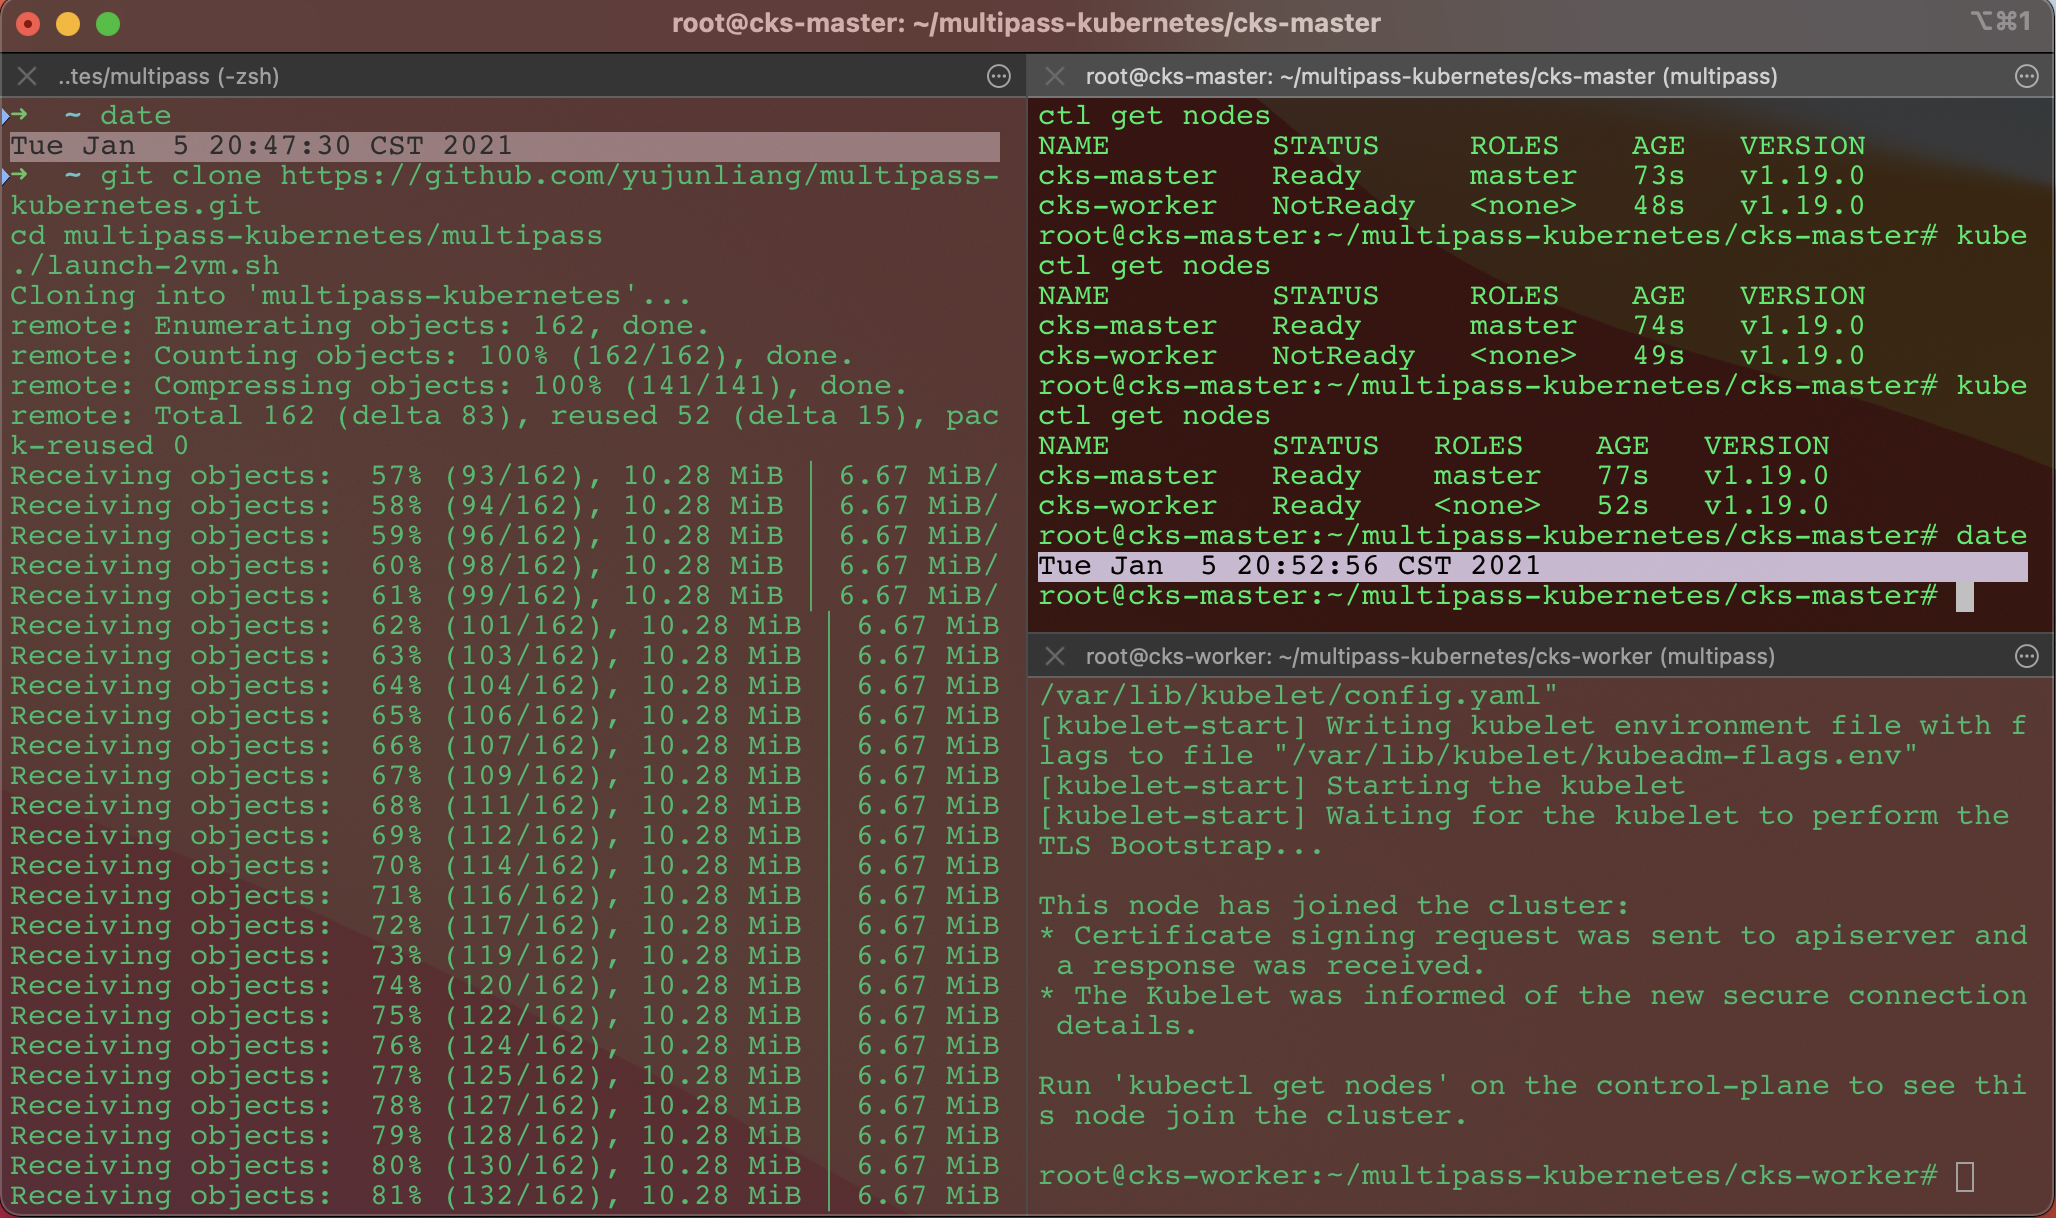 root@cks-master: ~/multipass-kubernetes/cks-master
⌥⌘1
..tes/multipass (-zsh)
➜  ~ date
Tue Jan  5 20:47:30 CST 2021
➜  ~ git clone https://github.com/yujunliang/multipass-
kubernetes.git
cd multipass-kubernetes/multipass
./launch-2vm.sh
Cloning into 'multipass-kubernetes'...
remote: Enumerating objects: 162, done.
remote: Counting objects: 100% (162/162), done.
remote: Compressing objects: 100% (141/141), done.
remote: Total 162 (delta 83), reused 52 (delta 15), pac
k-reused 0
Receiving objects:  57% (93/162), 10.28 MiB | 6.67 MiB/
Receiving objects:  58% (94/162), 10.28 MiB | 6.67 MiB/
Receiving objects:  59% (96/162), 10.28 MiB | 6.67 MiB/
Receiving objects:  60% (98/162), 10.28 MiB | 6.67 MiB/
Receiving objects:  61% (99/162), 10.28 MiB | 6.67 MiB/
Receiving objects:  62% (101/162), 10.28 MiB | 6.67 MiB
Receiving objects:  63% (103/162), 10.28 MiB | 6.67 MiB
Receiving objects:  64% (104/162), 10.28 MiB | 6.67 MiB
Receiving objects:  65% (106/162), 10.28 MiB | 6.67 MiB
Receiving objects:  66% (107/162), 10.28 MiB | 6.67 MiB
Receiving objects:  67% (109/162), 10.28 MiB | 6.67 MiB
Receiving objects:  68% (111/162), 10.28 MiB | 6.67 MiB
Receiving objects:  69% (112/162), 10.28 MiB | 6.67 MiB
Receiving objects:  70% (114/162), 10.28 MiB | 6.67 MiB
Receiving objects:  71% (116/162), 10.28 MiB | 6.67 MiB
Receiving objects:  72% (117/162), 10.28 MiB | 6.67 MiB
Receiving objects:  73% (119/162), 10.28 MiB | 6.67 MiB
Receiving objects:  74% (120/162), 10.28 MiB | 6.67 MiB
Receiving objects:  75% (122/162), 10.28 MiB | 6.67 MiB
Receiving objects:  76% (124/162), 10.28 MiB | 6.67 MiB
Receiving objects:  77% (125/162), 10.28 MiB | 6.67 MiB
Receiving objects:  78% (127/162), 10.28 MiB | 6.67 MiB
Receiving objects:  79% (128/162), 10.28 MiB | 6.67 MiB
Receiving objects:  80% (130/162), 10.28 MiB | 6.67 MiB
Receiving objects:  81% (132/162), 10.28 MiB | 6.67 MiB
root@cks-master: ~/multipass-kubernetes/cks-master (multipass)
ctl get nodes
NAME         STATUS     ROLES    AGE   VERSION
cks-master   Ready      master   73s   v1.19.0
cks-worker   NotReady   <none>   48s   v1.19.0
root@cks-master:~/multipass-kubernetes/cks-master# kube
ctl get nodes
NAME         STATUS     ROLES    AGE   VERSION
cks-master   Ready      master   74s   v1.19.0
cks-worker   NotReady   <none>   49s   v1.19.0
root@cks-master:~/multipass-kubernetes/cks-master# kube
ctl get nodes
NAME         STATUS   ROLES    AGE   VERSION
cks-master   Ready    master   77s   v1.19.0
cks-worker   Ready    <none>   52s   v1.19.0
root@cks-master:~/multipass-kubernetes/cks-master# date
Tue Jan  5 20:52:56 CST 2021
root@cks-master:~/multipass-kubernetes/cks-master#
root@cks-worker: ~/multipass-kubernetes/cks-worker (multipass)
/var/lib/kubelet/config.yaml"
[kubelet-start] Writing kubelet environment file with f
lags to file "/var/lib/kubelet/kubeadm-flags.env"
[kubelet-start] Starting the kubelet
[kubelet-start] Waiting for the kubelet to perform the
TLS Bootstrap...
This node has joined the cluster:
* Certificate signing request was sent to apiserver and
 a response was received.
* The Kubelet was informed of the new secure connection
 details.
Run 'kubectl get nodes' on the control-plane to see thi
s node join the cluster.
root@cks-worker:~/multipass-kubernetes/cks-worker#